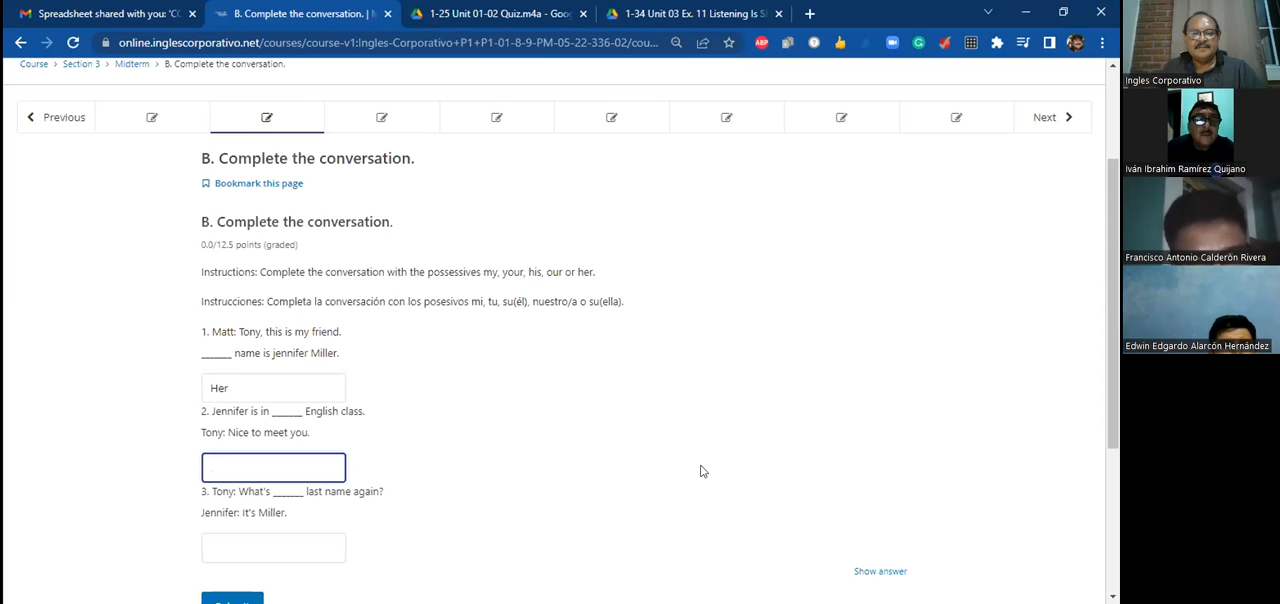 Spreadsheet shared with you: 'CC
B. Complete the conversation. |
1-25 Unit 01-02 Quiz.m4a - Goo
1-34 Unit 03 Ex. 11 Listening Is S
online.inglescorporativo.net/courses/course-v1:Ingles-Corporativo+P1+P1-01-8-9-PM-05-22-336-02/cou...
Course > Section 3 > Midterm > B. Complete the conversation.
Previous
Next
B. Complete the conversation.
Bookmark this page
B. Complete the conversation.
0.0/12.5 points (graded)
Instructions: Complete the conversation with the possessives my, your, his, our or her.
Instrucciones: Completa la conversación con los posesivos mi, tu, su(él), nuestro/a o su(ella).
1. Matt: Tony, this is my friend.
______ name is jennifer Miller.
Her
2. Jennifer is in ______ English class.
Tony: Nice to meet you.
3. Tony: What's ______ last name again?
Jennifer: it's Miller.
Show answer
Ingles Corporativo
Iván Ibrahim Ramírez Quijano
Francisco Antonio Calderón Rivera
Edwin Edgardo Alarcón Hernández